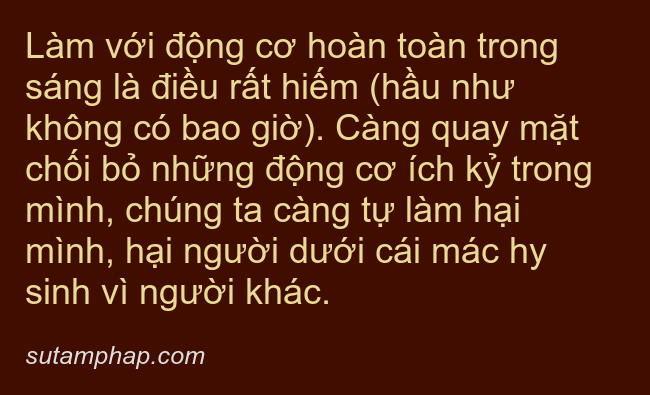 Làm với động cơ hoàn toàn trong
sáng là điều rất hiếm (hầu như
không có bao giờ). Càng quay mặt
chối bỏ những động cơ ích kỷ trong
mình, chúng ta càng tự làm hại
mình, hại người dưới cái mác hy
sinh vì người khác.
sutamphap.com